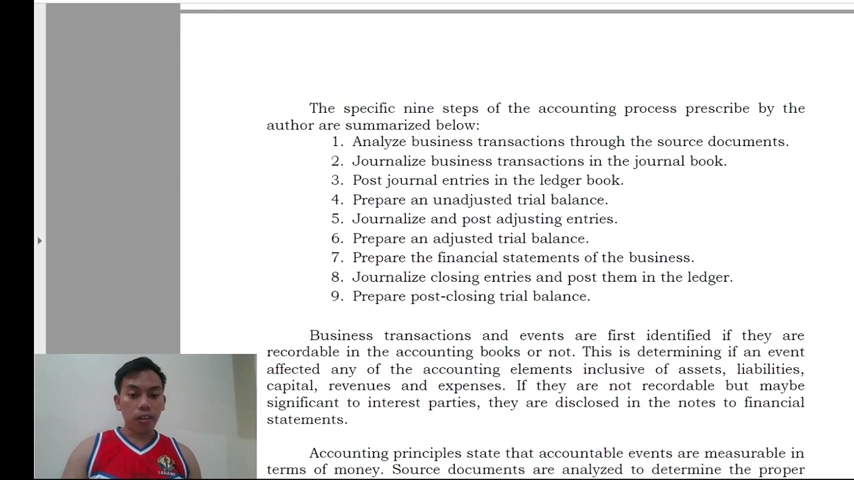 The specific nine steps of the accounting process prescribe by the
author are summarized below:
1. Analyze business transactions through the source documents.
2. Journalize business transactions in the journal book.
3. Post journal entries in the ledger book.
4. Prepare an unadjusted trial balance.
5. Journalize and post adjusting entries.
6. Prepare an adjusted trial balance.
7. Prepare the financial statements of the business.
8. Journalize closing entries and post them in the ledger.
9. Prepare post-closing trial balance.
Business transactions and events are first identified if they are
recordable in the accounting books or not. This is determining if an event
affected any of the accounting elements inclusive of assets, liabilities,
capital, revenues and expenses. If they are not recordable but maybe
significant to interest parties, they are disclosed in the notes to financial
statements.
Accounting principles state that accountable events are measurable in
terms of money. Source documents are analyzed to determine the proper